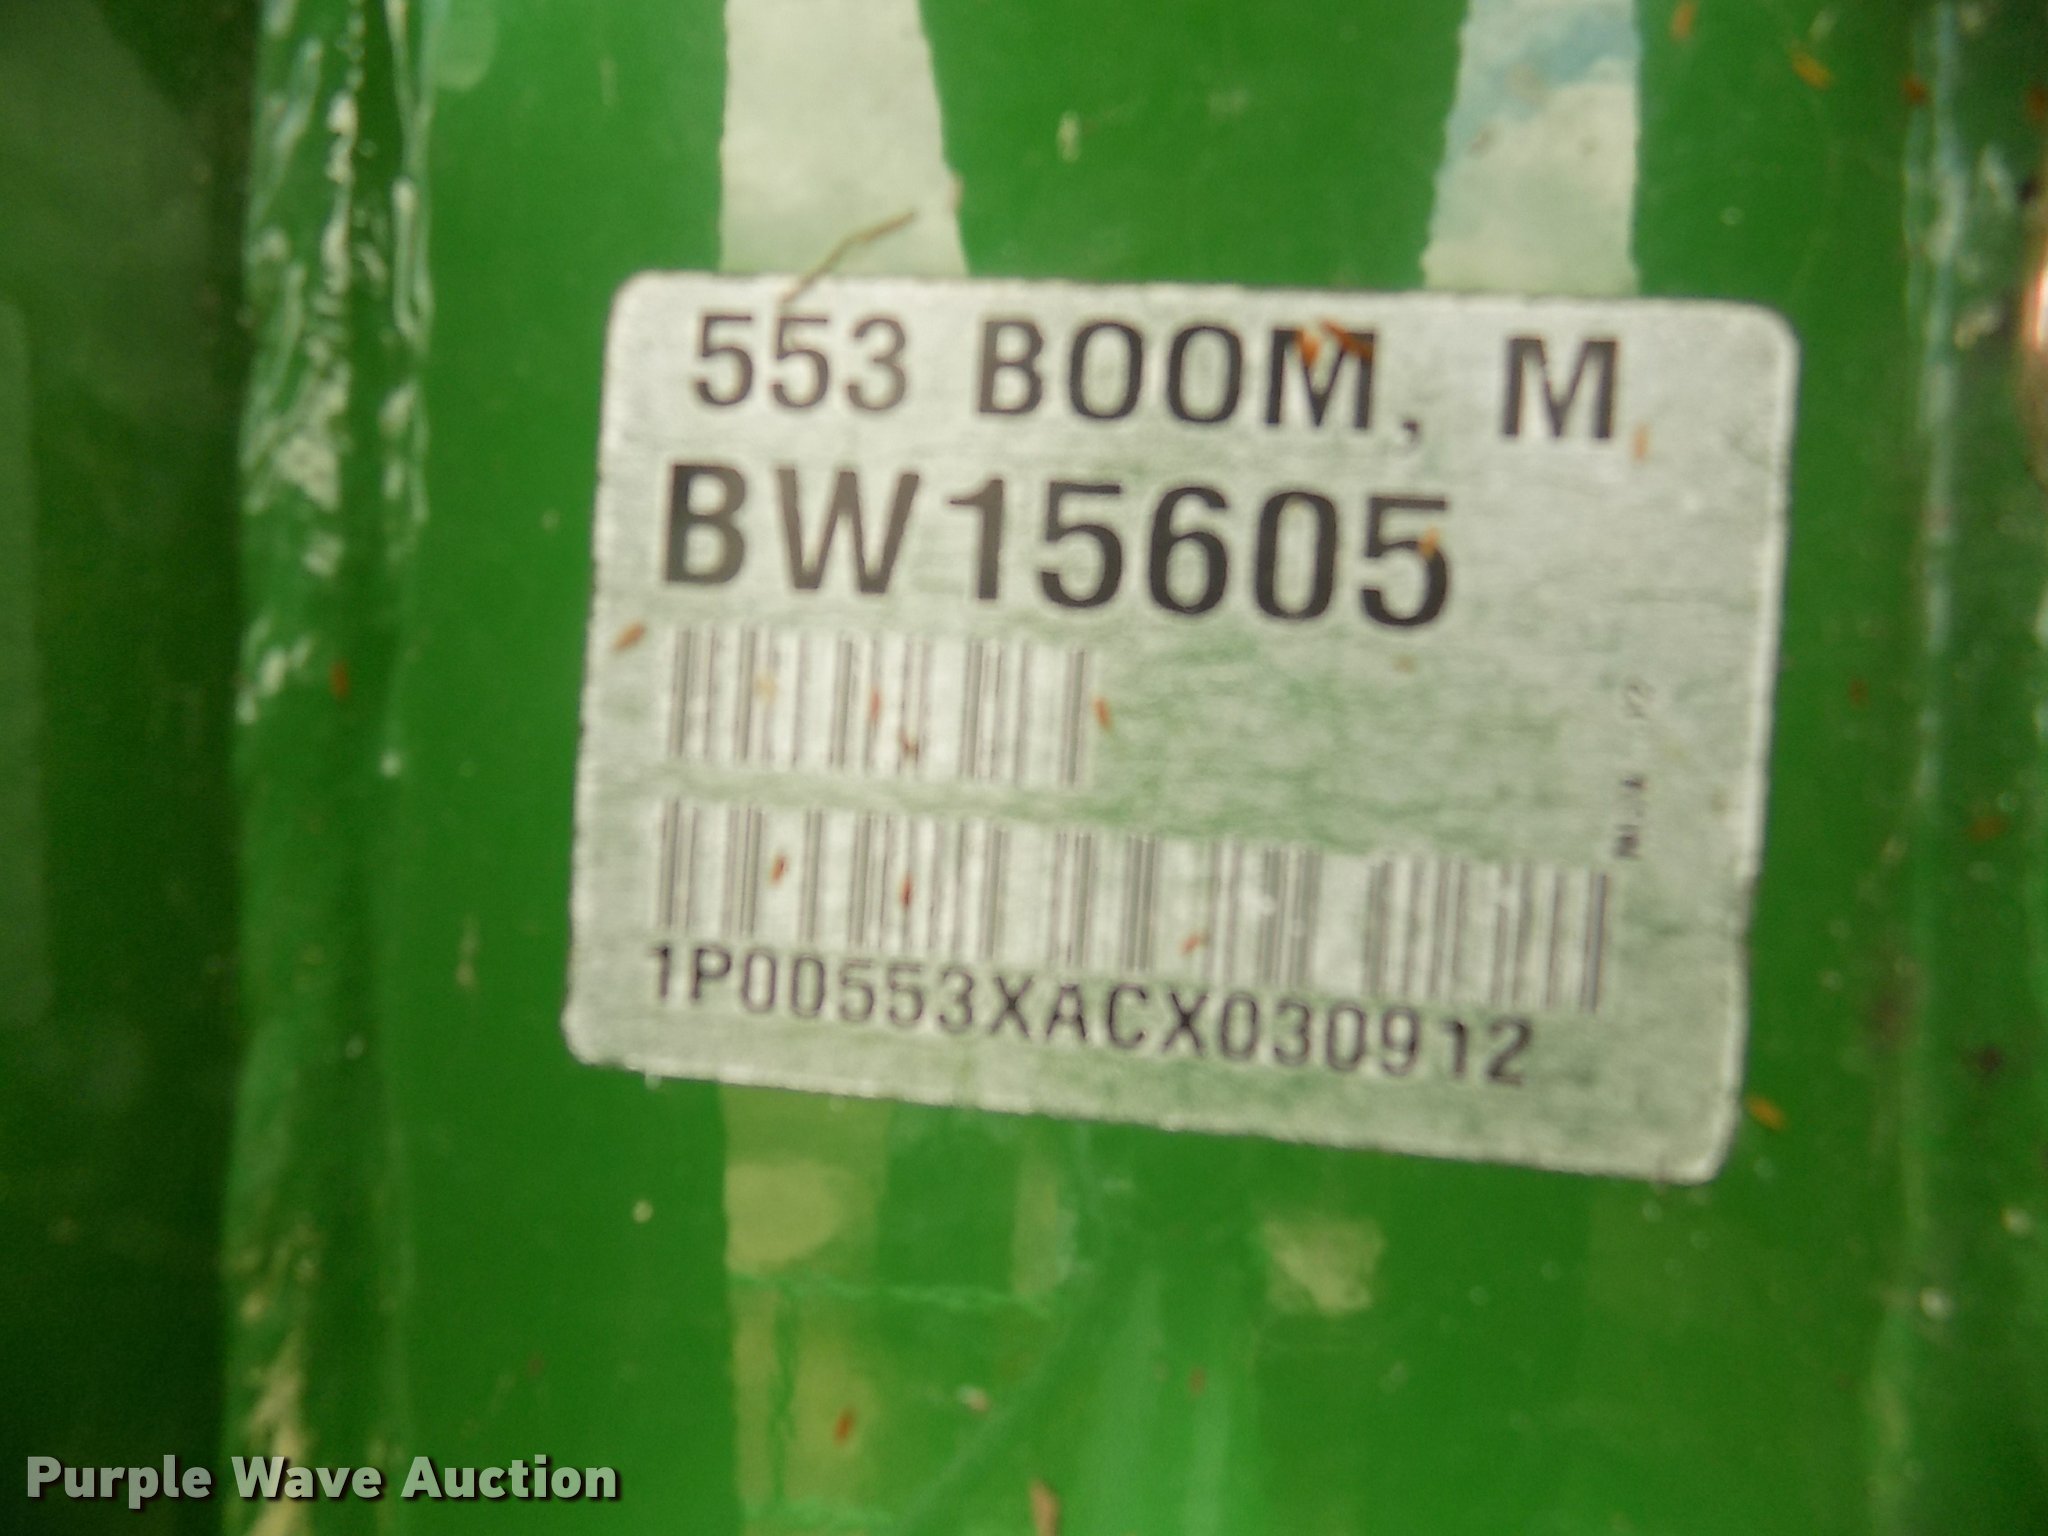 553 BOOM, M
BW15605
1P00553XACX030912
Purple Wave Auction